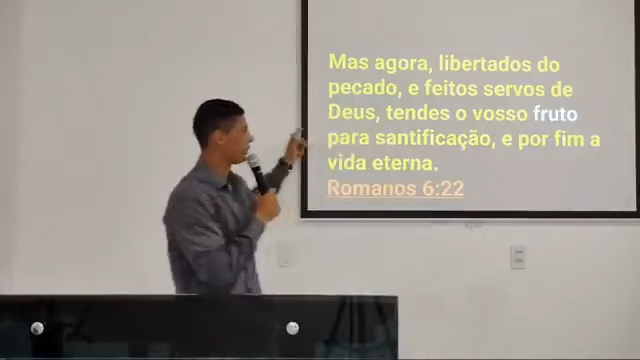 Mas agora, libertados do
pecado, e feitos servos de
Deus, tendes o vosso fruto
para santificação, e por fim a
vida eterna.
Romanos 6:22